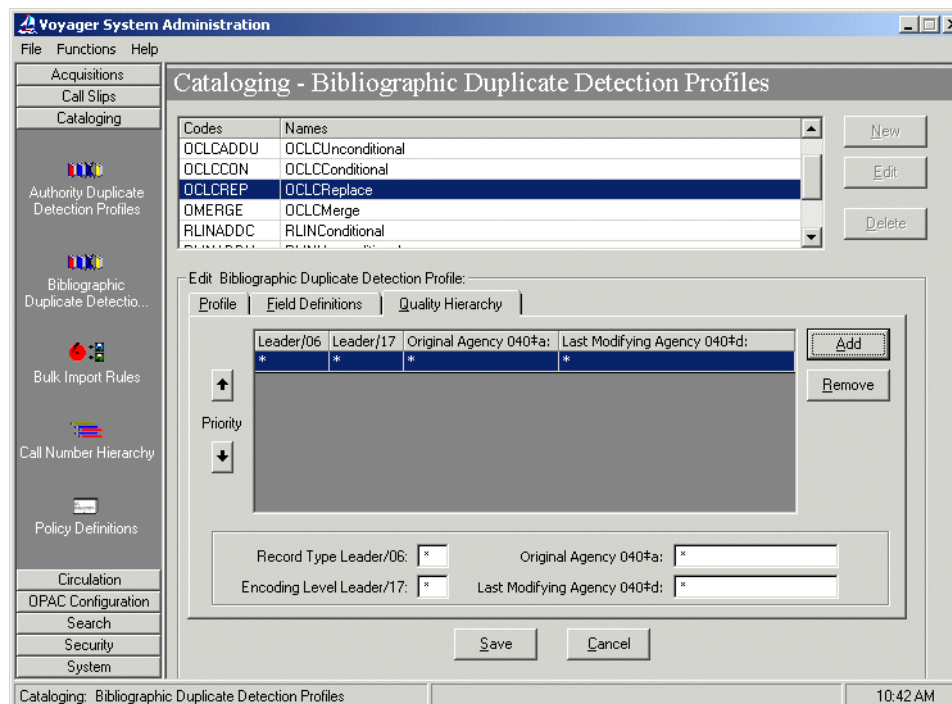 Voyager System Administration
File Functions Help
Acquisitions
Call Slips
Cataloging
Authority Duplicate
Detection Profiles
Bibliographic
Duplicate Detectio...
Bulk Import Rules
Call Number Hierarchy
Policy Definitions
Circulation
OPAC Configuration
Search
Security
System
Cataloging - Bibliographic Duplicate Detection Profiles
Codes Names
OCLCADDU OCLCUnconditional
OCLCCON OCLCConditional
OCLCREP OCLCReplace
OMERGE OCLCMerge
RLINADDC RLINConditional
New
Edit
Delete
Edit Bibliographic Duplicate Detection Profile:
Profile Field Definitions Quality Hierarchy
Leader/06 Leader/17 Original Agency 040‡a: Last Modifying Agency 040‡d:
* * * *
Add
Remove
Priority
Record Type Leader/06: * Original Agency 040‡a: *
Encoding Level Leader/17: * Last Modifying Agency 040‡d: *
Save Cancel
Cataloging: Bibliographic Duplicate Detection Profiles 10:42 AM